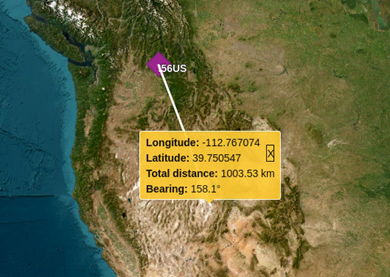 56US
Longitude: -112.767074
Latitude: 39.750547
X
Total distance: 1003.53 km
Bearing: 158.1°